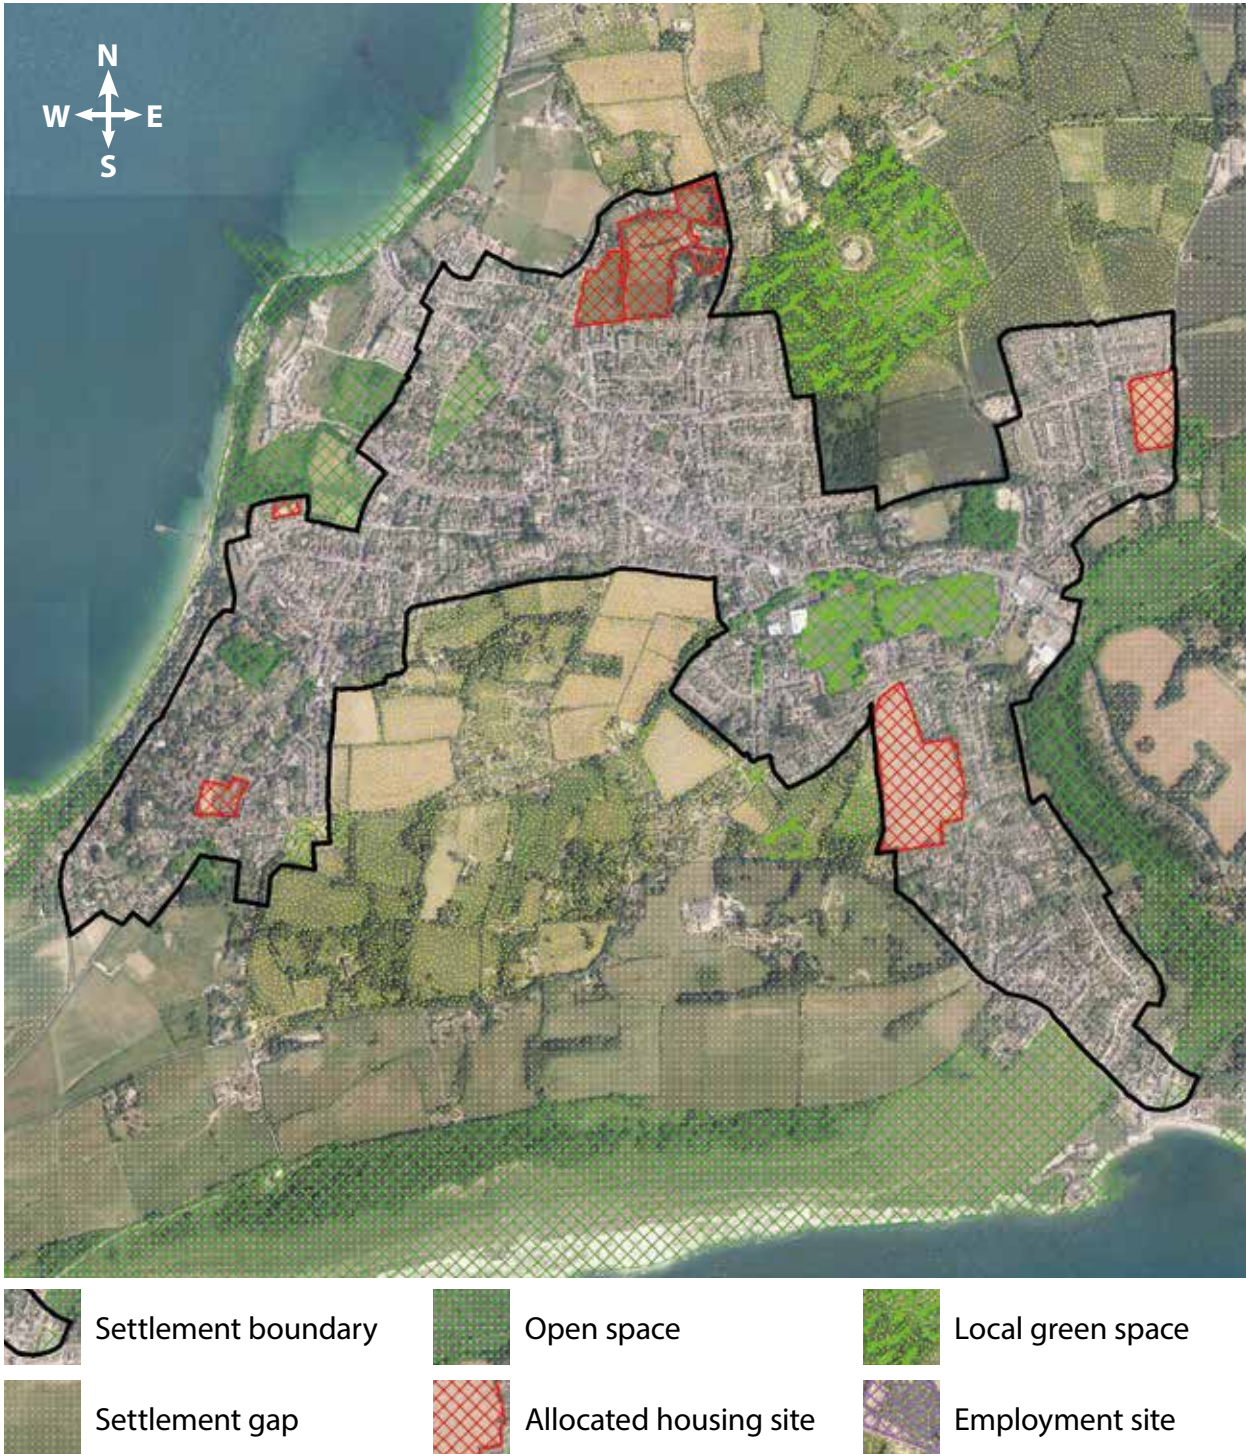 N
W E
S
Settlement boundary
Open space
Local green space
Settlement gap
Allocated housing site
Employment site